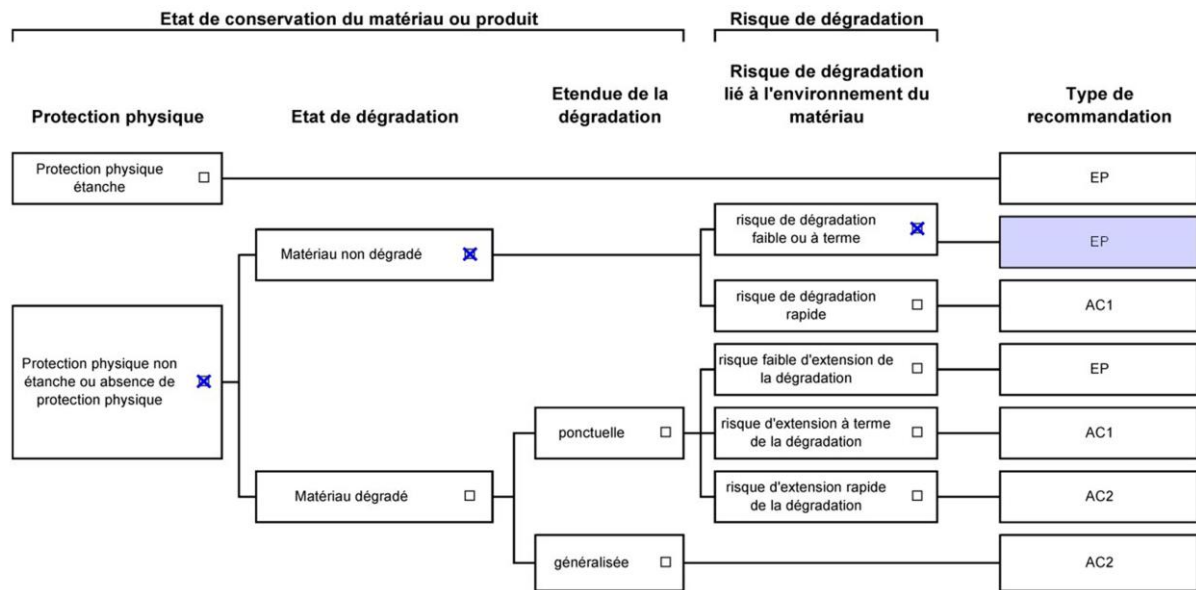 Etat de conservation du matériau ou produit
Risque de dégradation
Protection physique
Etat de dégradation
Etendue de la
dégradation
Risque de dégradation
lié à l'environnement du
matériau
Type de
recommandation
Protection physique
étanche
EP
risque de dégradation
faible ou à terme
EP
Matériau non dégradé
risque de dégradation
rapide
AC1
Protection physique non
étanche ou absence de
protection physique
risque faible d'extension de
la dégradation
EP
ponctuelle
risque d'extension à terme
de la dégradation
AC1
Matériau dégradé
risque d'extension rapide
de la dégradation
AC2
généralisée
AC2